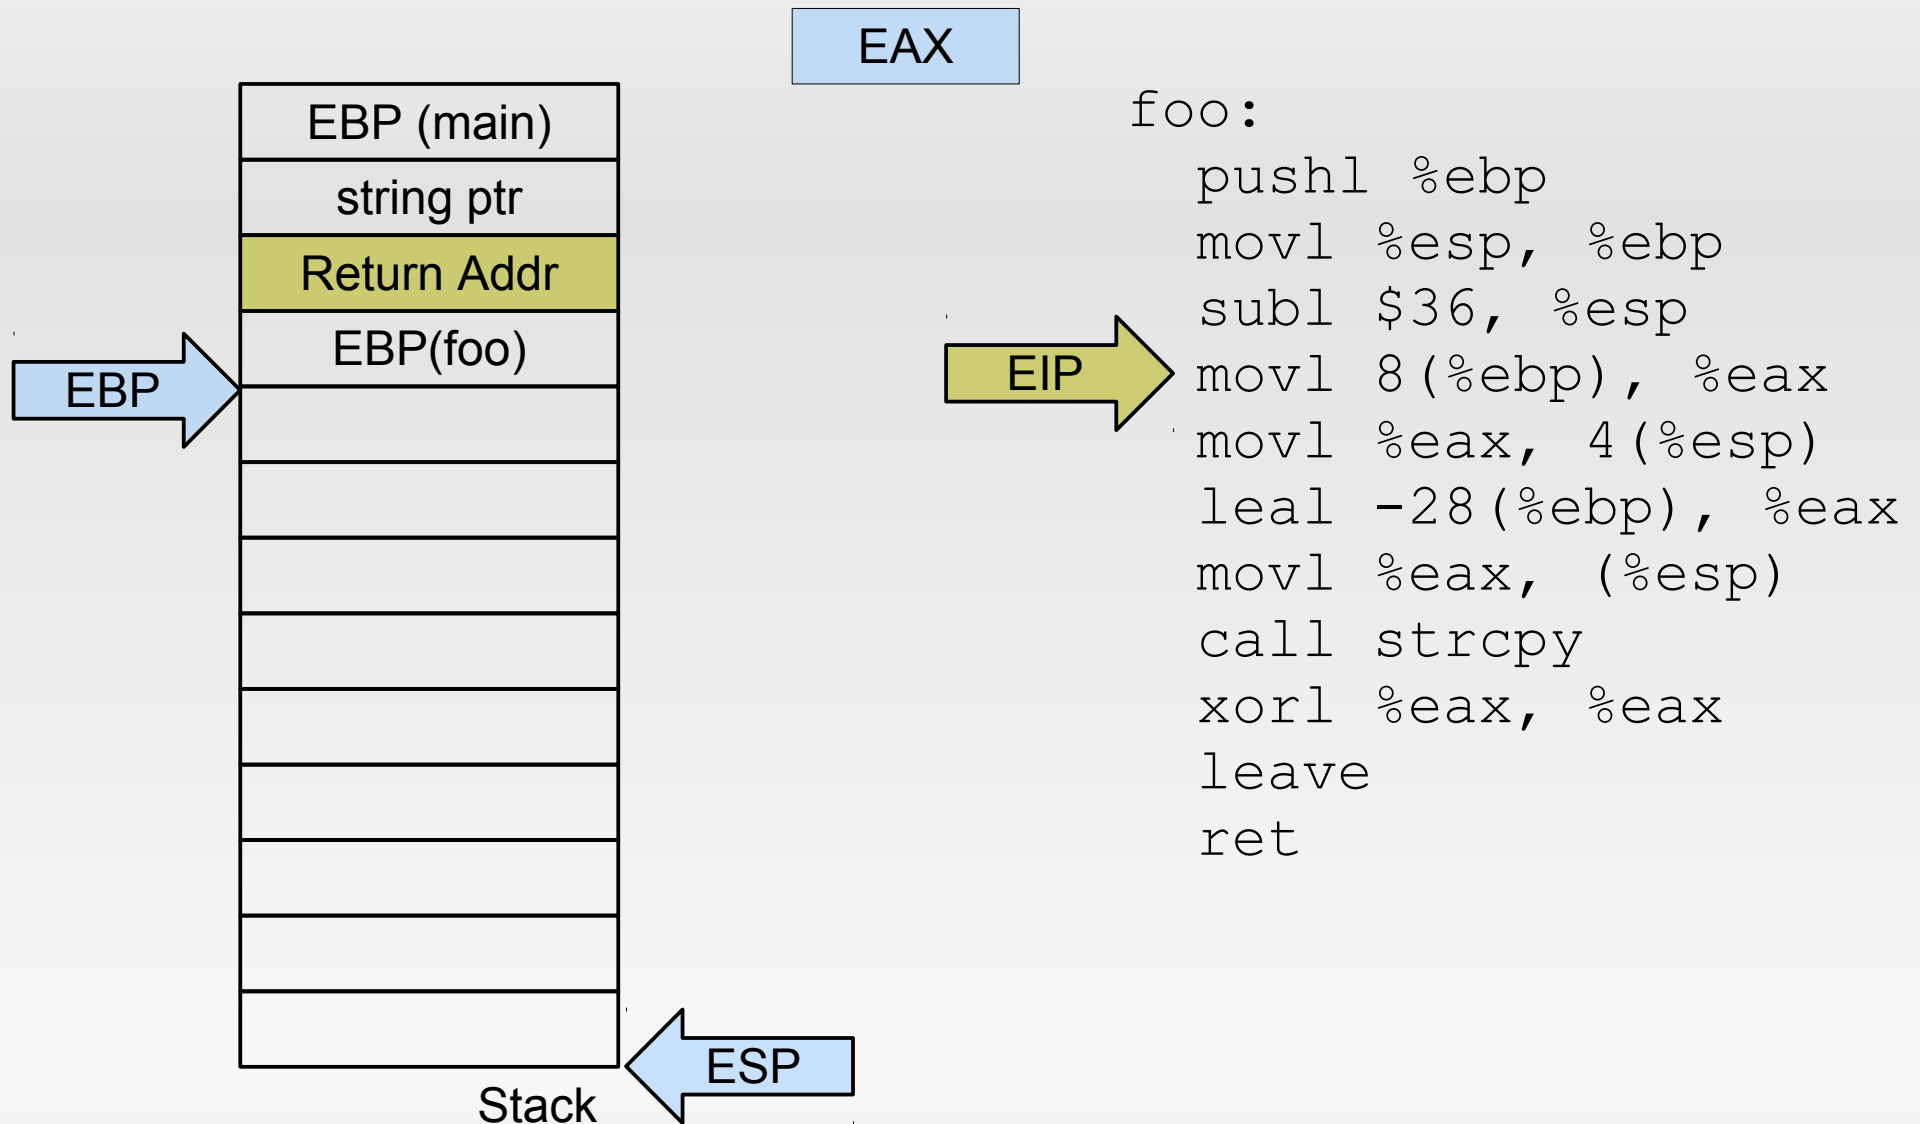 EAX
EBP (main)
string ptr
Return Addr
EBP(foo)
EBP
ESP
Stack
EIP
foo:
pushl %ebp
movl %esp, %ebp
subl $36, %esp
movl 8(%ebp), %eax
movl %eax, 4(%esp)
leal -28(%ebp), %eax
movl %eax, (%esp)
call strcpy
xorl %eax, %eax
leave
ret